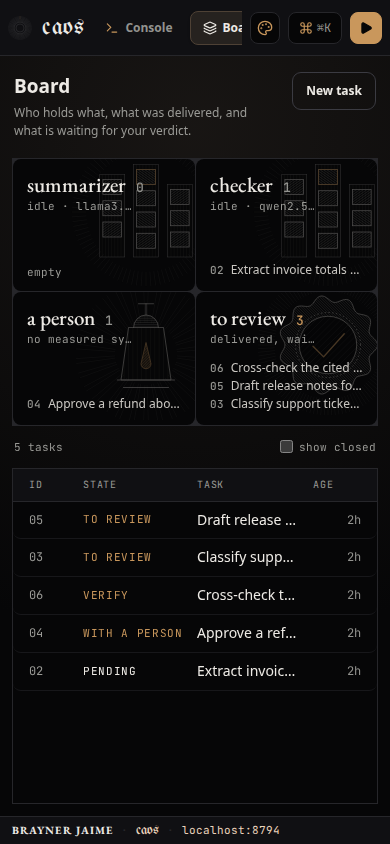 caos Console Boa ⌘K
Board
Who holds what, what was delivered, and
what is waiting for your verdict.
New task
summarizer 0
idle · llama3.…
empty
checker 1
idle · qwen2.5…
02 Extract invoice totals …
a person 1
no measured sy…
04 Approve a refund abo…
to review 3
delivered, wai…
06 Cross-check the cited …
05 Draft release notes fo…
03 Classify support ticke…
5 tasks
show closed
ID STATE TASK AGE
05 TO REVIEW Draft release … 2h
03 TO REVIEW Classify supp… 2h
06 VERIFY Cross-check t… 2h
04 WITH A PERSON Approve a ref… 2h
02 PENDING Extract invoic… 2h
BRAYNER JAIME · caos · localhost:8794